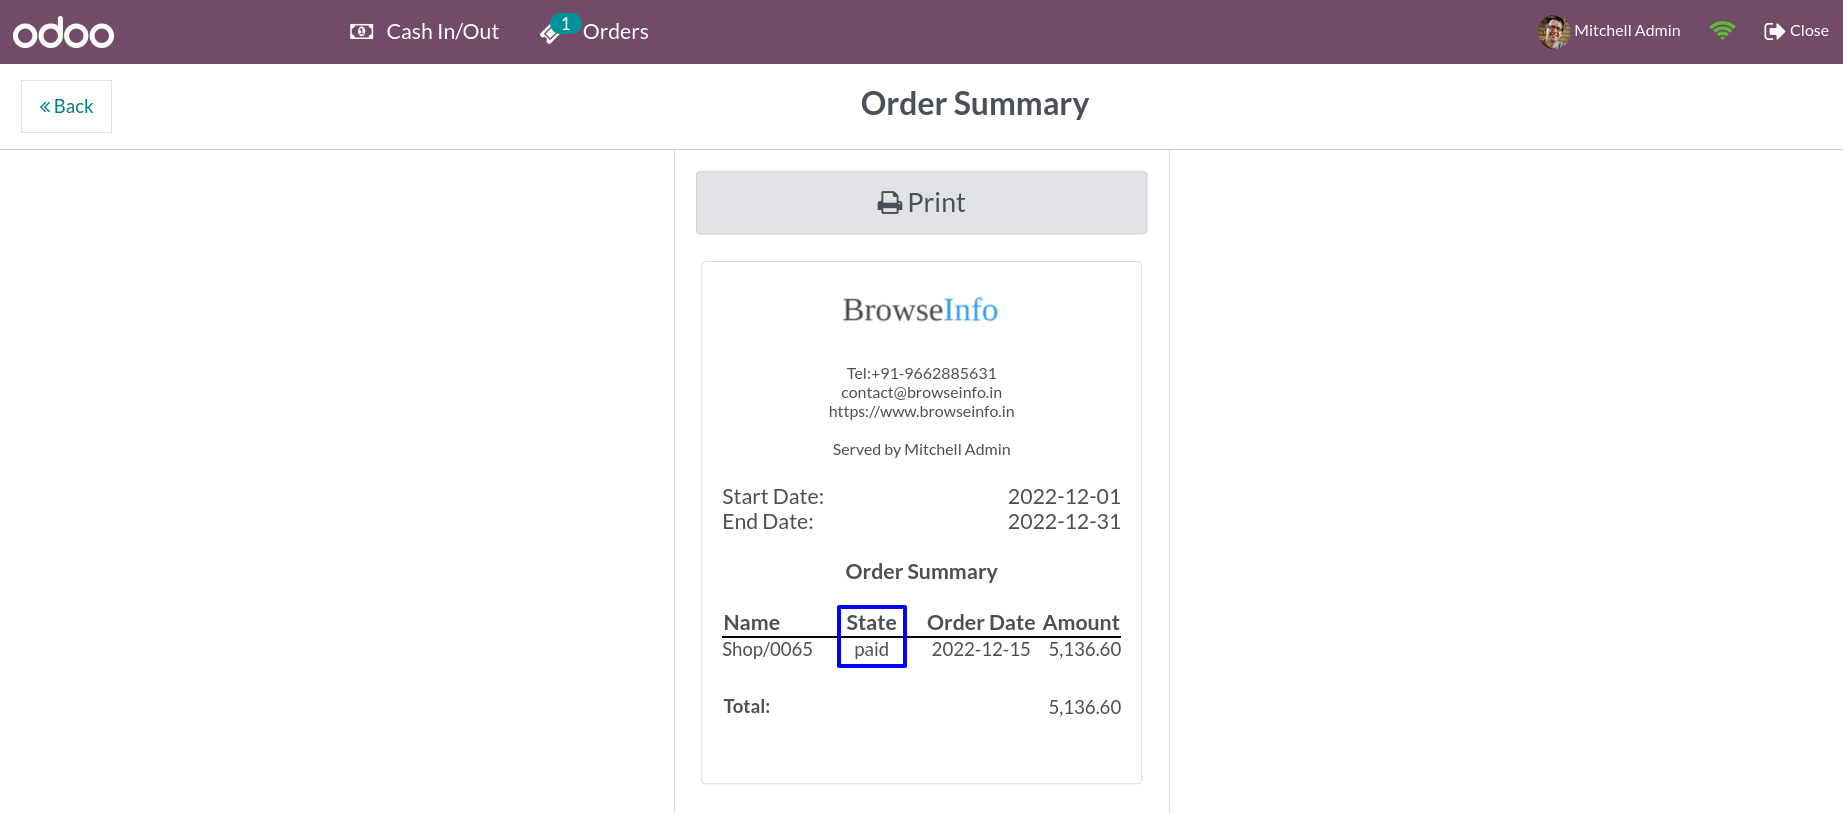 odoo
Cash In/Out
1
Orders
Mitchell Admin
Close
Back
Order Summary
Print
BrowseInfo
Tel:+91-9662885631
contact@browseinfo.in
https://www.browseinfo.in
Served by Mitchell Admin
Start Date: 2022-12-01
End Date: 2022-12-31
Order Summary
Name State Order Date Amount
Shop/0065 paid 2022-12-15 5,136.60
Total: 5,136.60